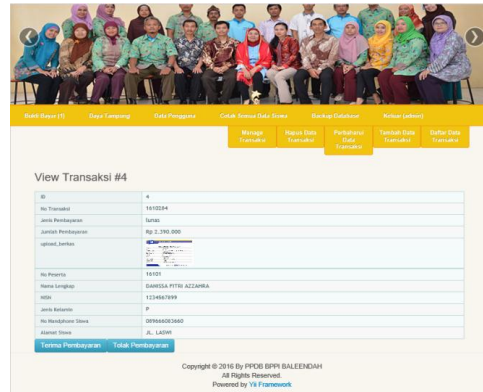 Bukti Bayar (1) Daya Tampung Data Pengguna Cetak Semua Data Siswa Backup Database Keluar (admin)
Manage Transaksi Hapus Data Transaksi Perbaharui Data Transaksi Tambah Data Transaksi Daftar Data Transaksi
View Transaksi #4
ID 4
No Transaksi
Jenis Pembayaran lunas
Jumlah Pembayaran Rp 2.390.000
upload_berkas
No Peserta 16101
Nama Lengkap DANISSA FITRI AZZAHRA
NISN 1234567899
Jenis Kelamin P
No Handphone Siswa 089666083660
Alamat Siswa JL. LASWI
Terima Pembayaran Tolak Pembayaran
Copyright © 2016 By PPDB BPPI BALEENDAH
All Rights Reserved.
Powered by Yii Framework